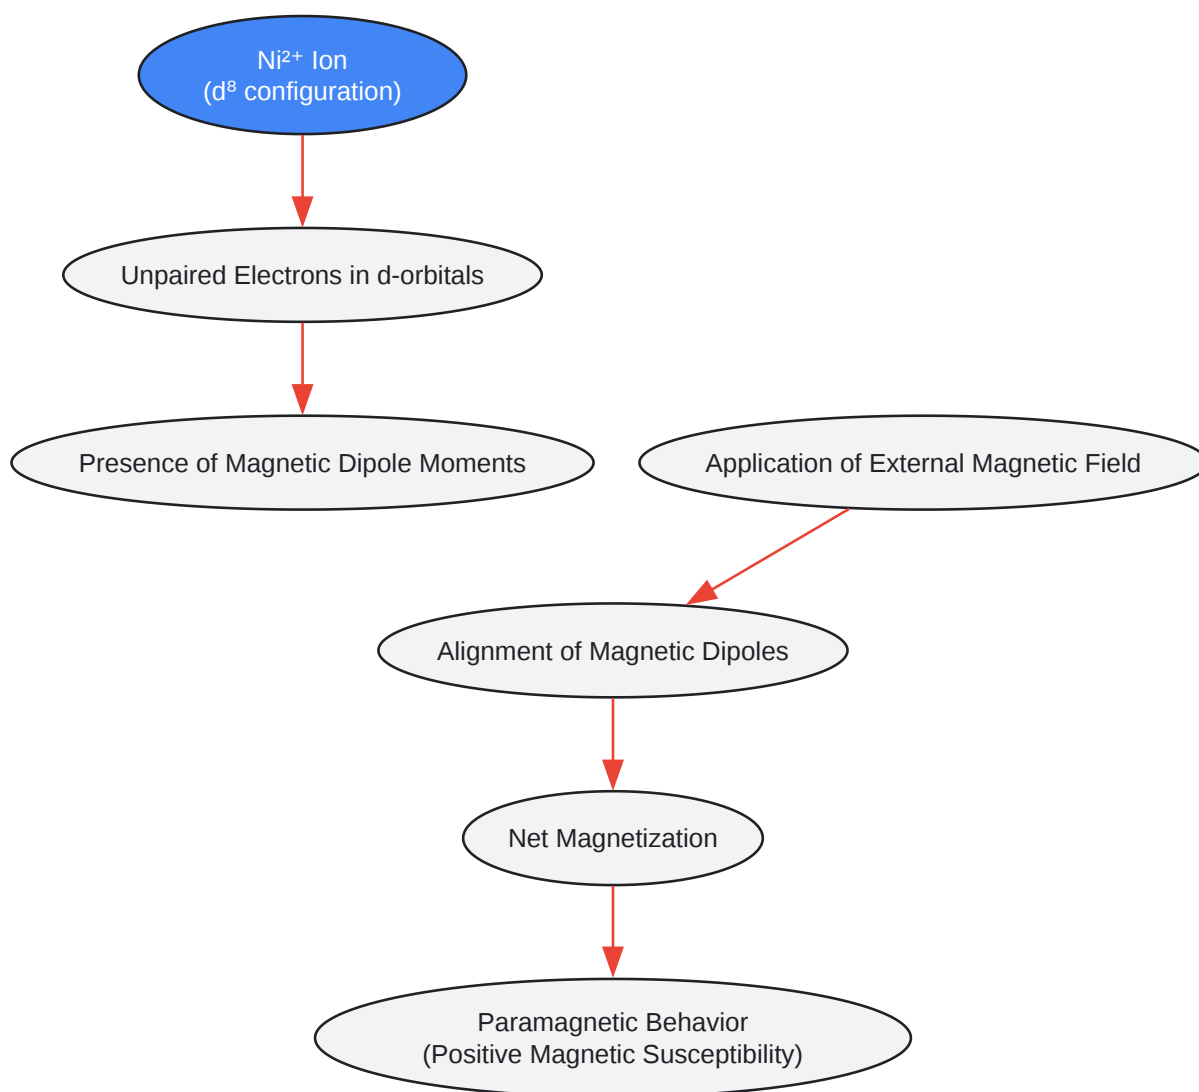 Ni²⁺ Ion
(d⁸ configuration)
Unpaired Electrons in d-orbitals
Presence of Magnetic Dipole Moments
Application of External Magnetic Field
Alignment of Magnetic Dipoles
Net Magnetization
Paramagnetic Behavior
(Positive Magnetic Susceptibility)